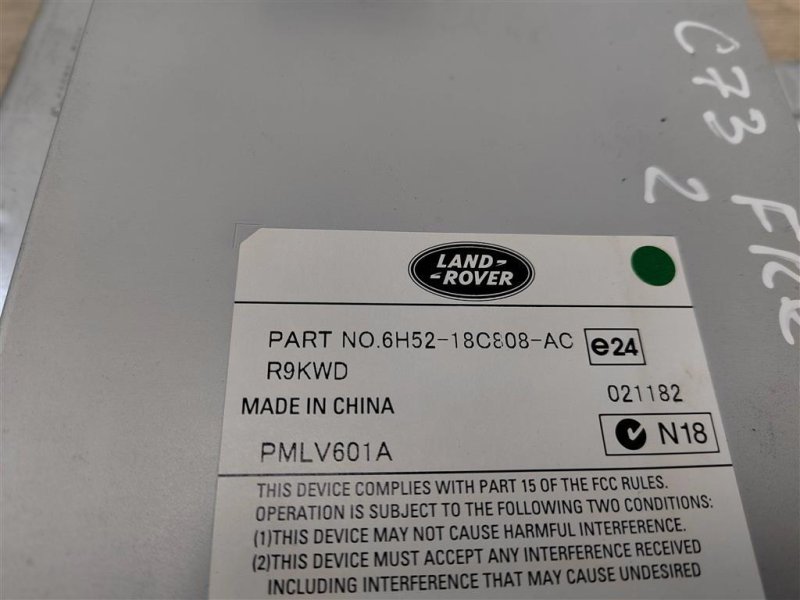 C73
2 FRE
LAND-
-ROVER
PART NO.6H52-18C808-AC e24
R9KWD
021182
MADE IN CHINA
N18
PMLV601A
THIS DEVICE COMPLIES WITH PART 15 OF THE FCC RULES.
OPERATION IS SUBJECT TO THE FOLLOWING TWO CONDITIONS:
(1)THIS DEVICE MAY NOT CAUSE HARMFUL INTERFERENCE.
(2)THIS DEVICE MUST ACCEPT ANY INTERFERENCE RECEIVED
INCLUDING INTERFERENCE THAT MAY CAUSE UNDESIRED